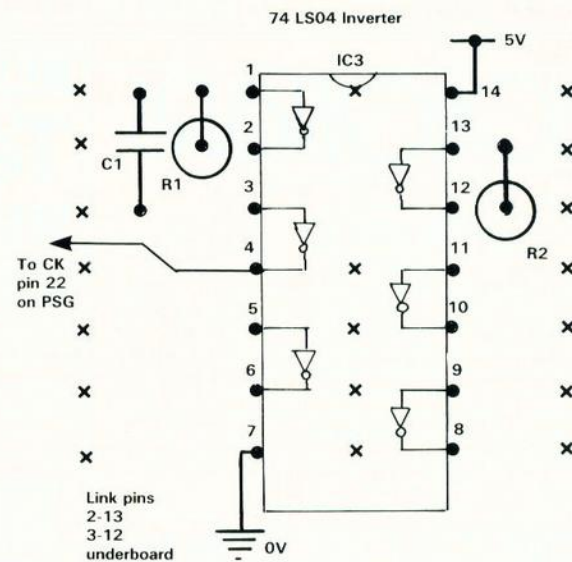 74 LS04 Inverter
5V
IC3
1
14
2
13
C1
R1
3
12
4
11
R2
To CK
pin 22
on PSG
5
10
6
9
7
8
Link pins
2-13
3-12
underboard
0V